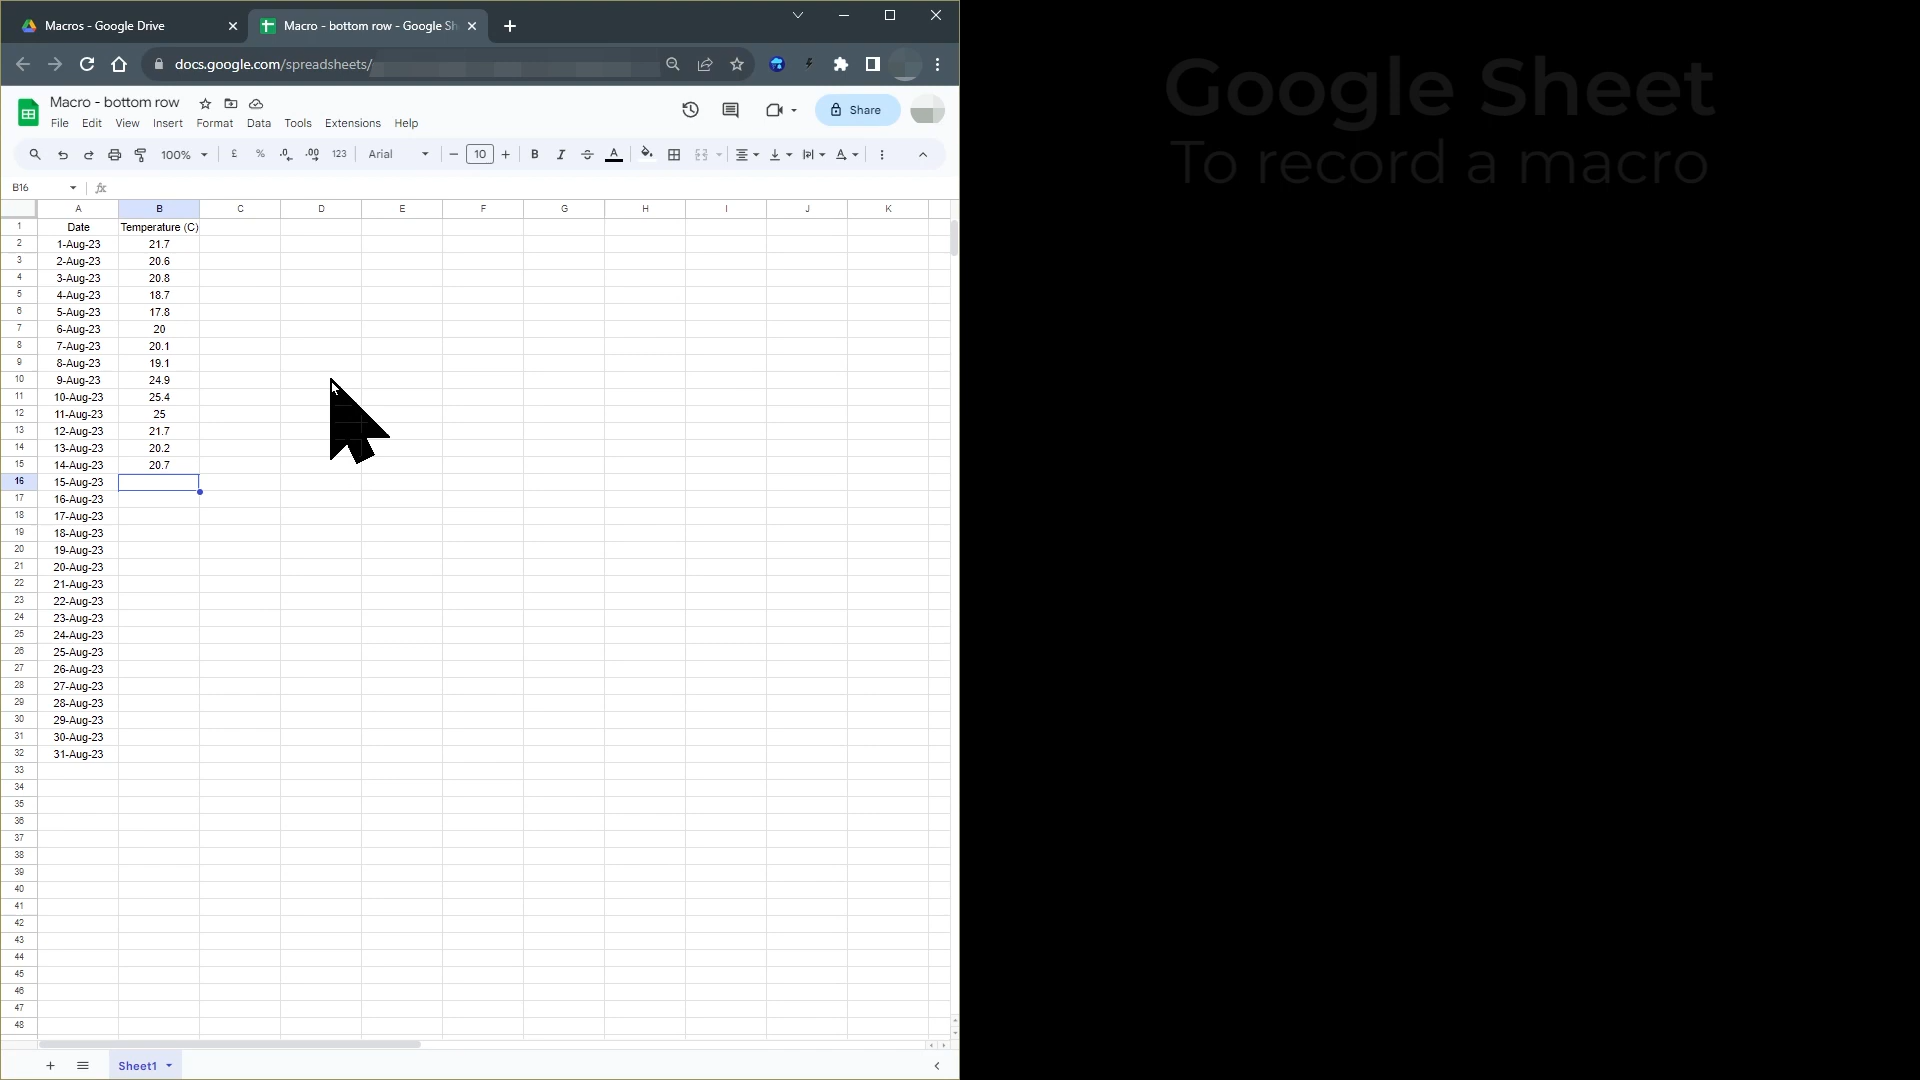 Macros - Google Drive
Macro - bottom row - Google Sh
docs.google.com/spreadsheets/
Macro - bottom row
Share
File Edit View Insert Format Data Tools Extensions Help
100% £ % .0 .00 123 Arial 10 B I S A
B16 fx
A B C D E F G H I J K
1 Date Temperature (C)
2 1-Aug-23 21.7
3 2-Aug-23 20.6
4 3-Aug-23 20.8
5 4-Aug-23 18.7
6 5-Aug-23 17.8
7 6-Aug-23 20
8 7-Aug-23 20.1
9 8-Aug-23 19.1
10 9-Aug-23 24.9
11 10-Aug-23 25.4
12 11-Aug-23 25
13 12-Aug-23 21.7
14 13-Aug-23 20.2
15 14-Aug-23 20.7
16 15-Aug-23
17 16-Aug-23
18 17-Aug-23
19 18-Aug-23
20 19-Aug-23
21 20-Aug-23
22 21-Aug-23
23 22-Aug-23
24 23-Aug-23
25 24-Aug-23
26 25-Aug-23
27 26-Aug-23
28 27-Aug-23
29 28-Aug-23
30 29-Aug-23
31 30-Aug-23
32 31-Aug-23
33
34
35
36
37
38
39
40
41
42
43
44
45
46
47
48
Sheet1
Google Sheet
To record a macro